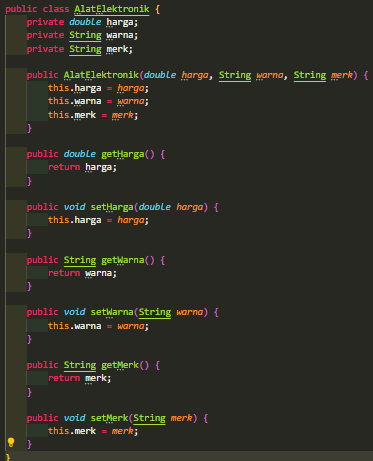 public class AlatElektronik {
    private double harga;
    private String warna;
    private String merk;

    public AlatElektronik(double harga, String warna, String merk) {
        this.harga = harga;
        this.warna = warna;
        this.merk = merk;
    }

    public double getHarga() {
        return harga;
    }

    public void setHarga(double harga) {
        this.harga = harga;
    }

    public String getWarna() {
        return warna;
    }

    public void setWarna(String warna) {
        this.warna = warna;
    }

    public String getMerk() {
        return merk;
    }

    public void setMerk(String merk) {
        this.merk = merk;
    }
}